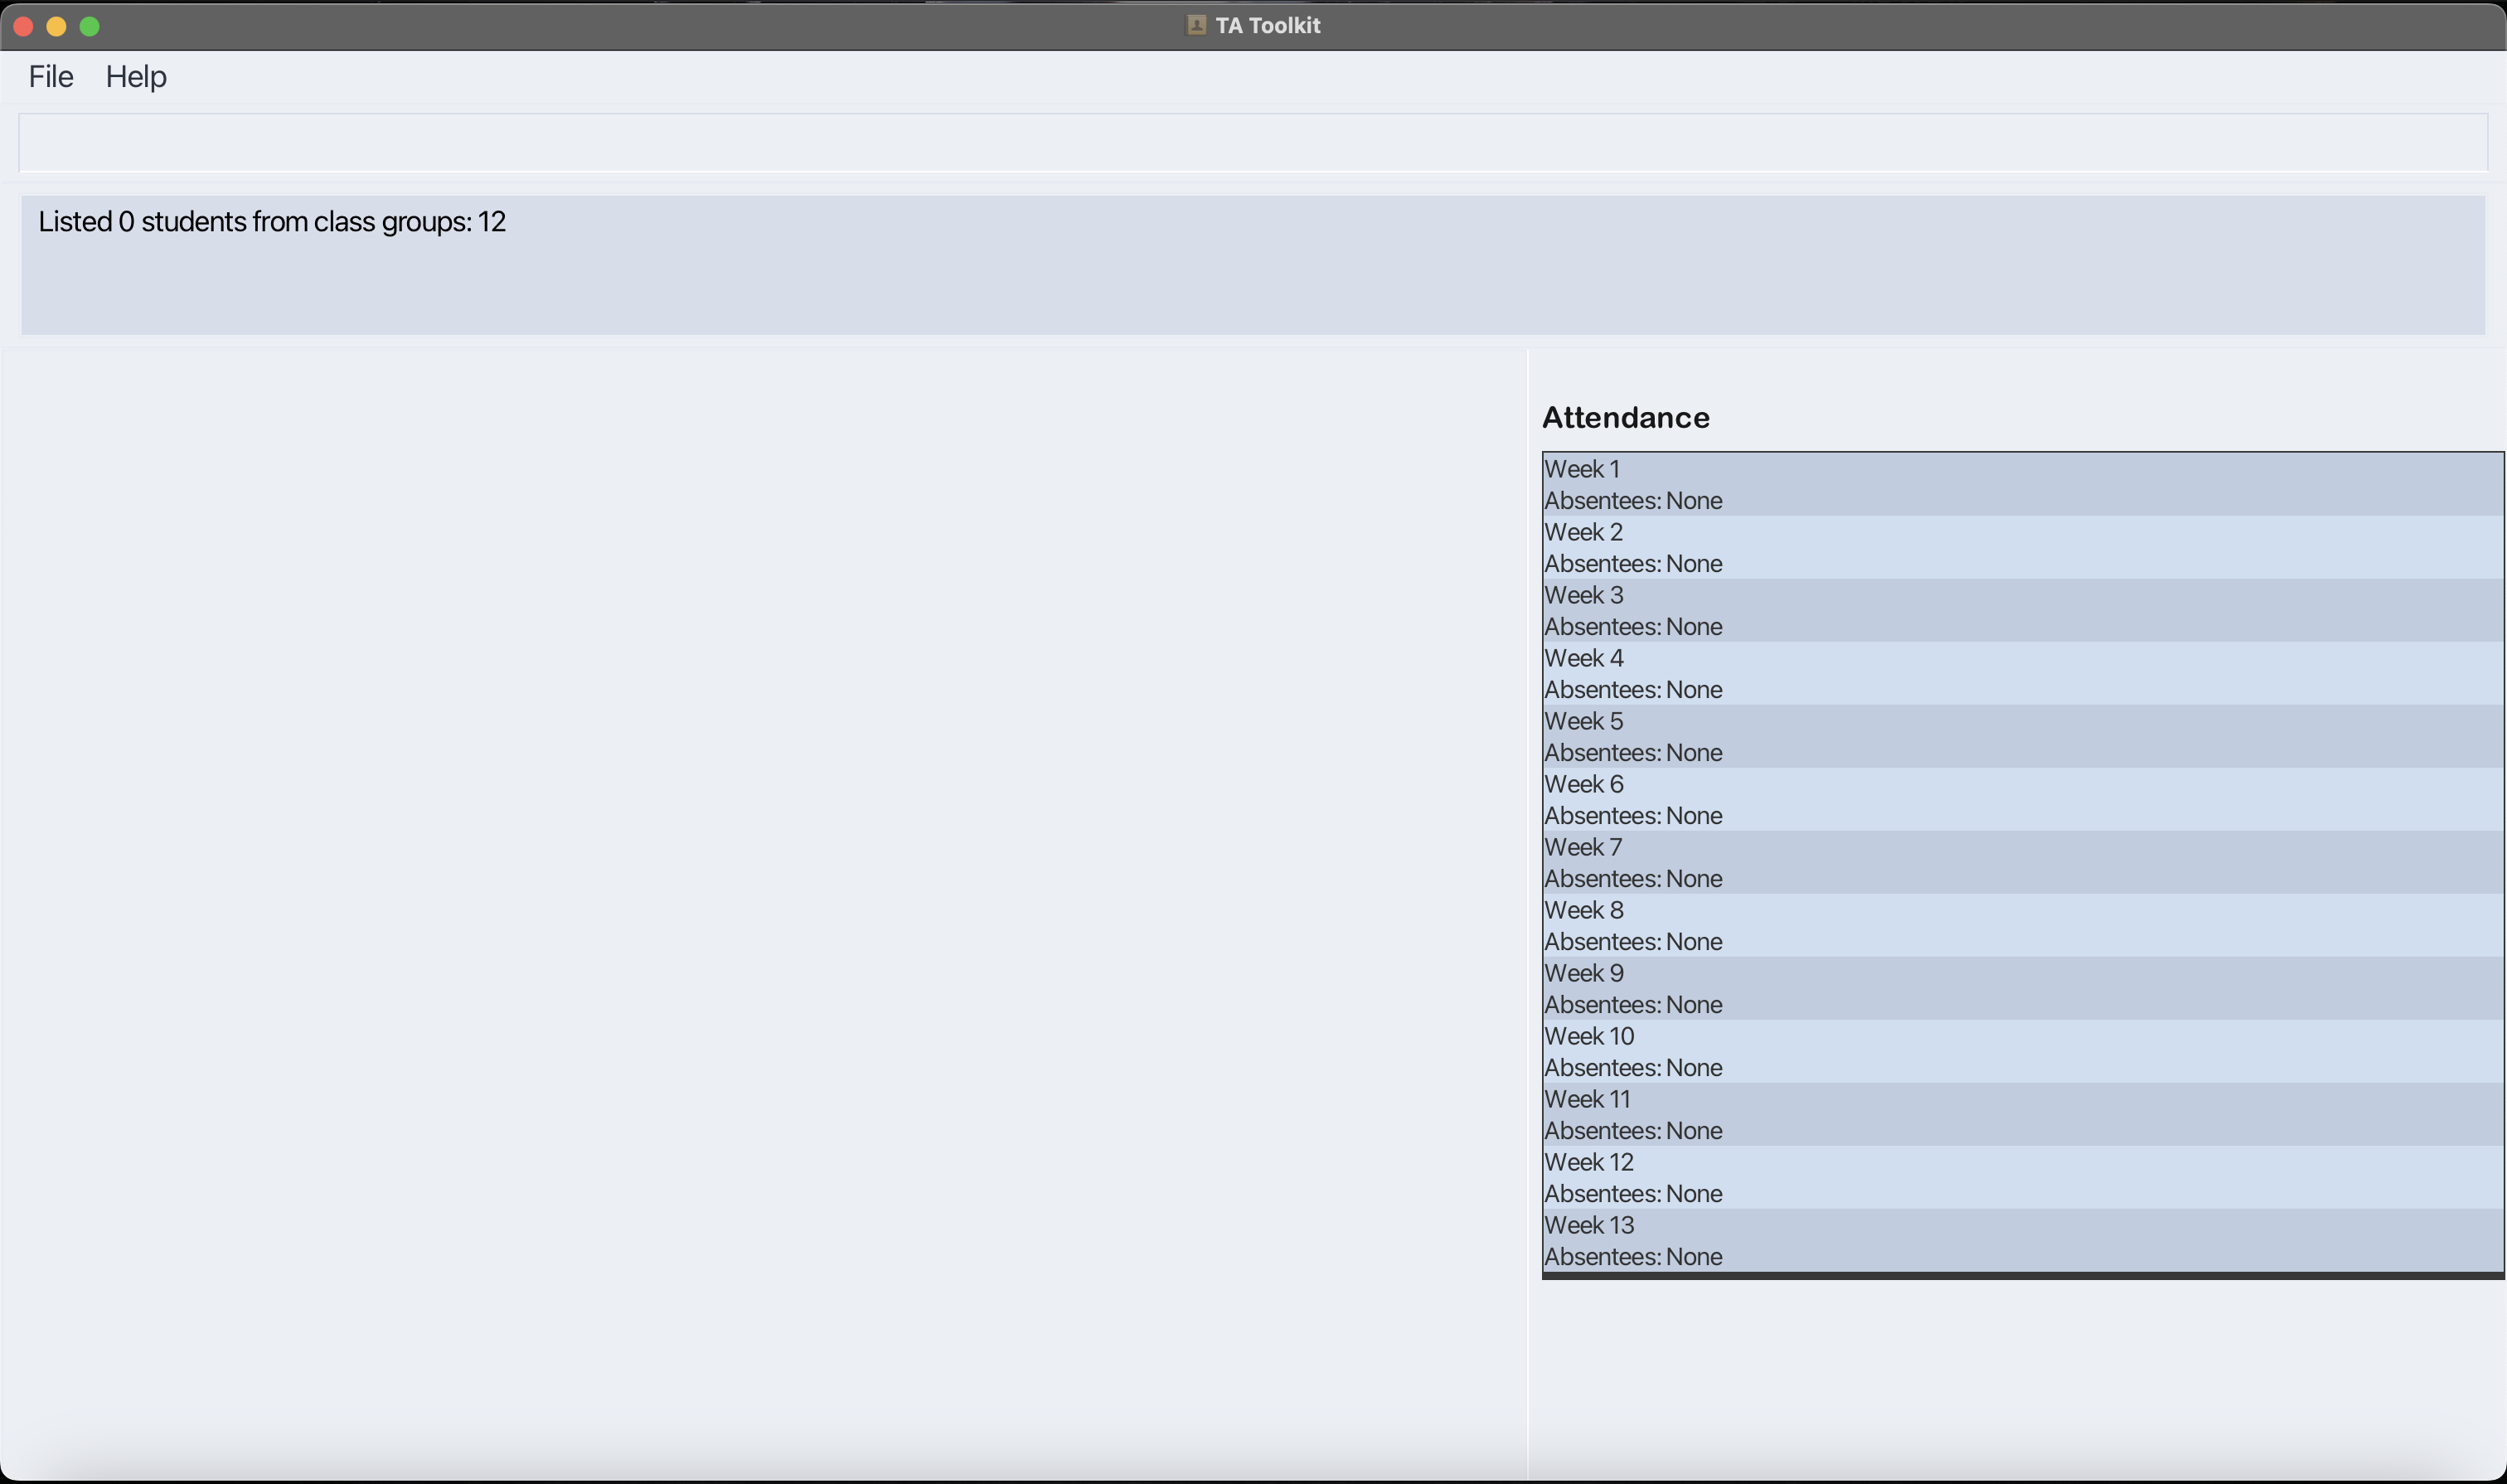 TA Toolkit
File Help
Listed 0 students from class groups: 12
Attendance
Week 1
Absentees: None
Week 2
Absentees: None
Week 3
Absentees: None
Week 4
Absentees: None
Week 5
Absentees: None
Week 6
Absentees: None
Week 7
Absentees: None
Week 8
Absentees: None
Week 9
Absentees: None
Week 10
Absentees: None
Week 11
Absentees: None
Week 12
Absentees: None
Week 13
Absentees: None